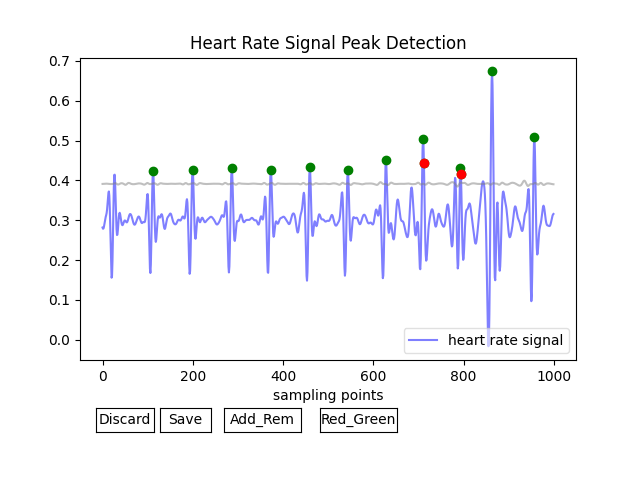 Heart Rate Signal Peak Detection
0.7
0.6
0.5
0.4
0.3
0.2
0.1
0.0
heart rate signal
0 200 400 600 800 1000
sampling points
Discard Save Add_Rem Red_Green